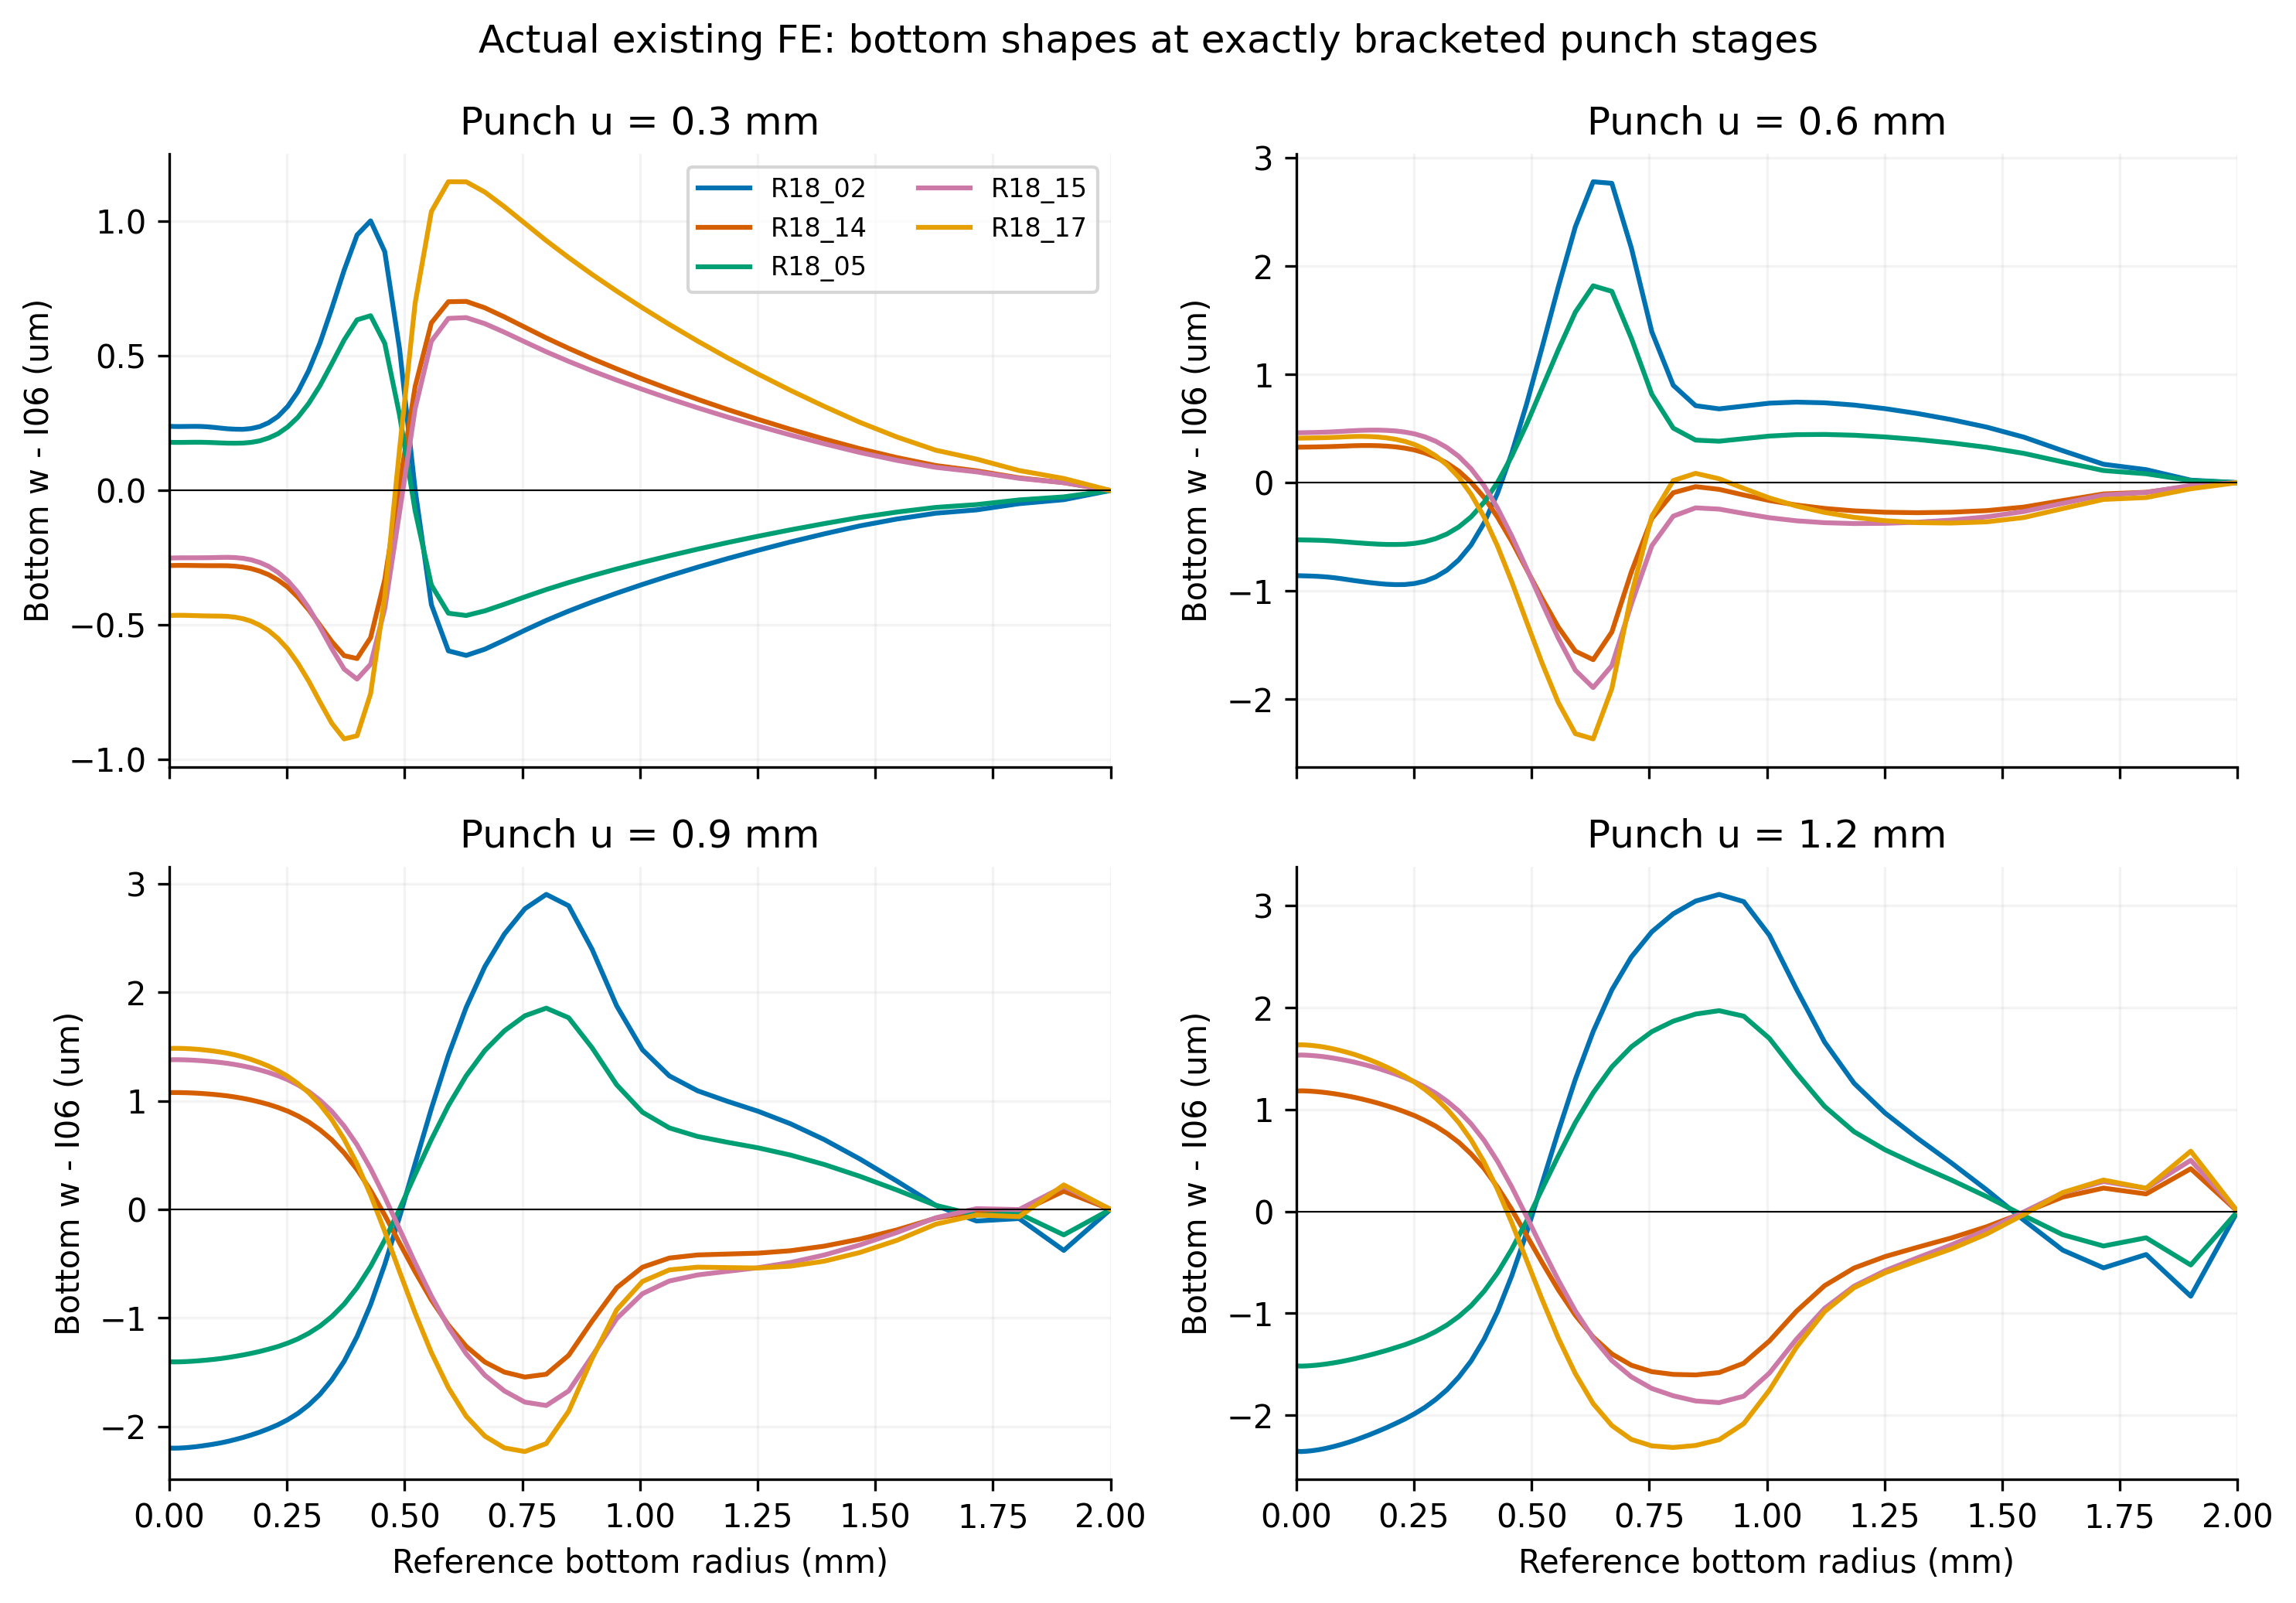 Actual existing FE: bottom shapes at exactly bracketed punch stages
Punch u = 0.3 mm
Bottom w - I06 (um)
1.0
0.5
0.0
−0.5
−1.0
R18_02
R18_14
R18_05
R18_15
R18_17
Punch u = 0.6 mm
Bottom w - I06 (um)
3
2
1
0
−1
−2
Punch u = 0.9 mm
Bottom w - I06 (um)
3
2
1
0
−1
−2
0.00 0.25 0.50 0.75 1.00 1.25 1.50 1.75 2.00
Reference bottom radius (mm)
Punch u = 1.2 mm
Bottom w - I06 (um)
3
2
1
0
−1
−2
0.00 0.25 0.50 0.75 1.00 1.25 1.50 1.75 2.00
Reference bottom radius (mm)